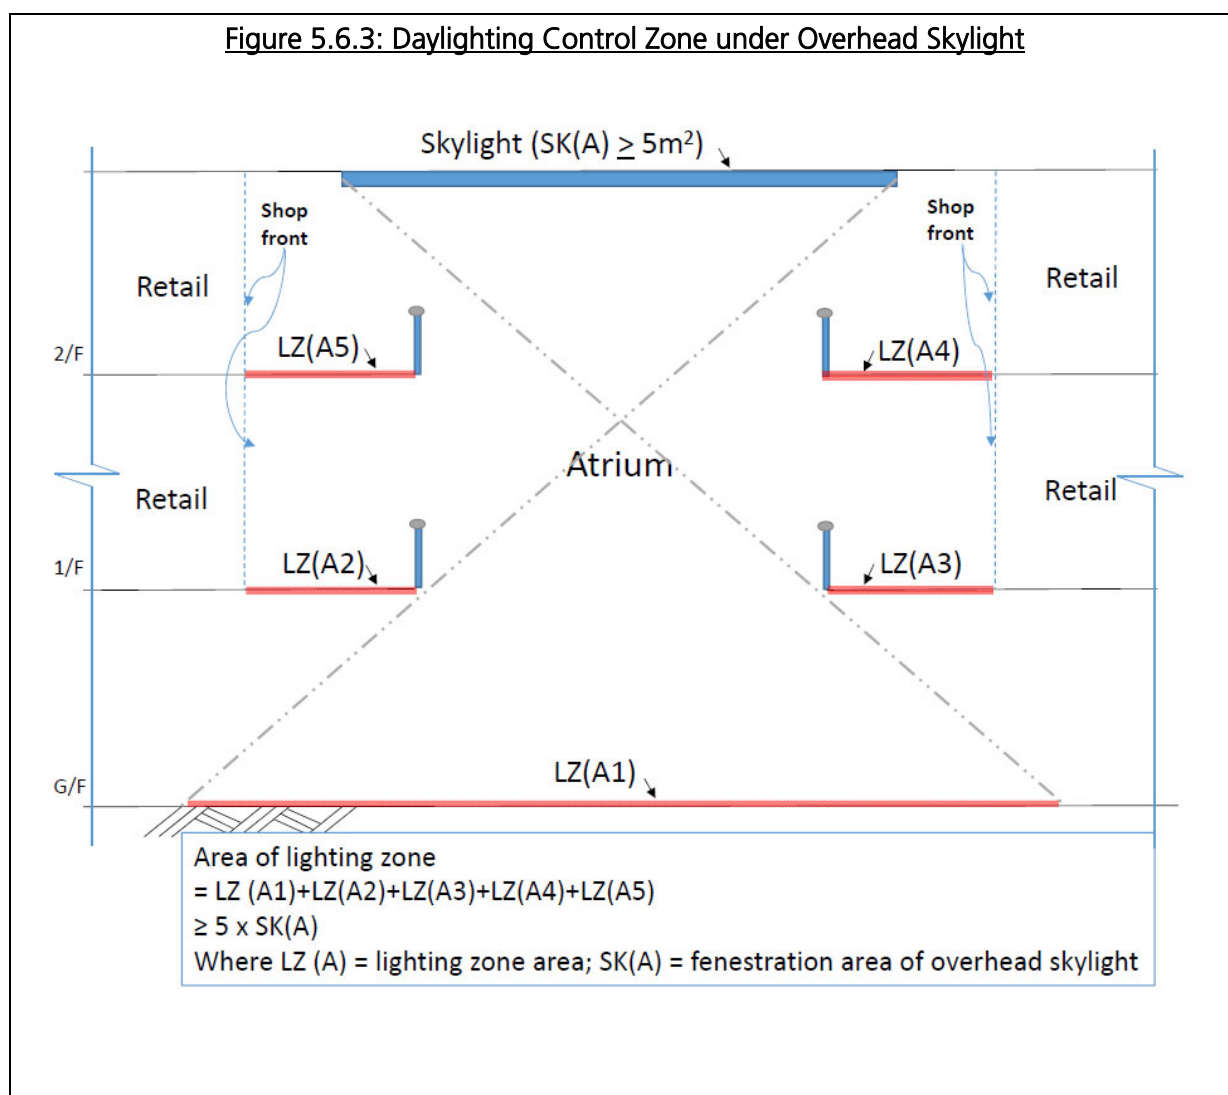 Figure 5.6.3: Daylighting Control Zone under Overhead Skylight
Skylight (SK(A) ≥ 5m²)
Shop
front
Shop
front
Retail
Retail
2/F
LZ(A5)
LZ(A4)
Atrium
Retail
Retail
1/F
LZ(A2)
LZ(A3)
G/F
LZ(A1)
Area of lighting zone
= LZ (A1)+LZ(A2)+LZ(A3)+LZ(A4)+LZ(A5)
≥ 5 x SK(A)
Where LZ (A) = lighting zone area; SK(A) = fenestration area of overhead skylight